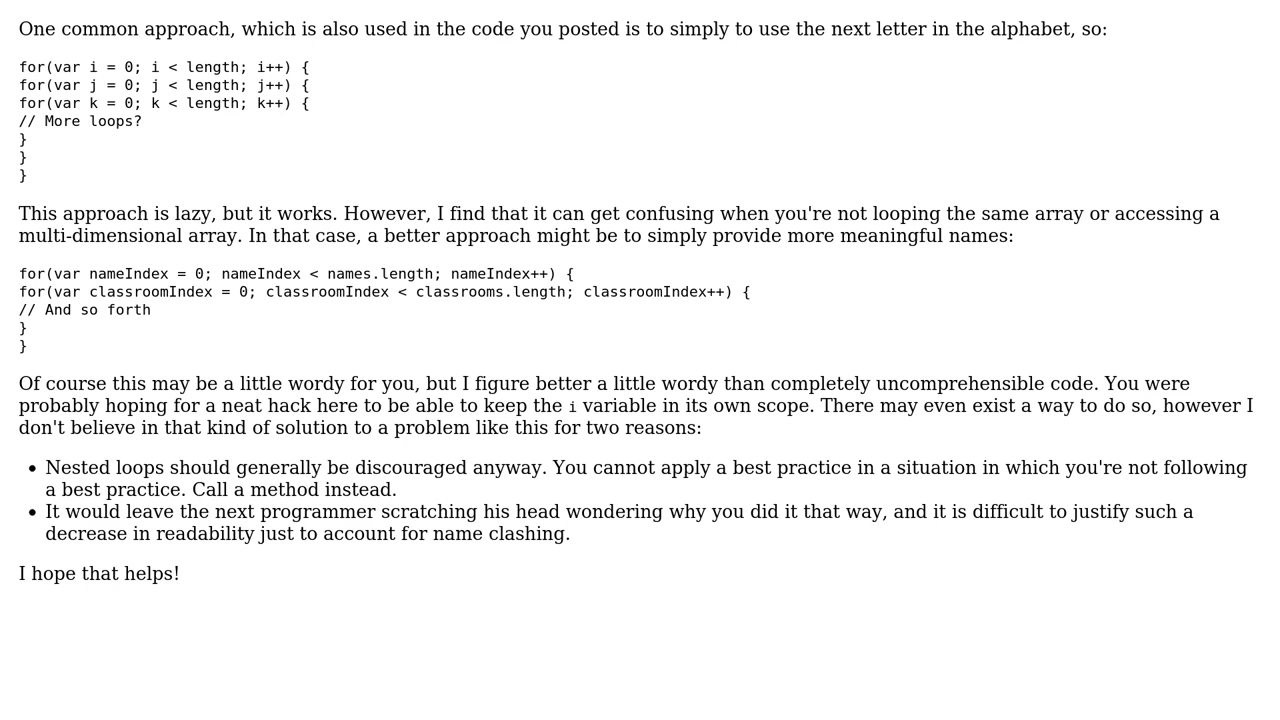 One common approach, which is also used in the code you posted is to simply to use the next letter in the alphabet, so:
for(var i = 0; i < length; i++) {
for(var j = 0; j < length; j++) {
for(var k = 0; k < length; k++) {
// More loops?
}
}
}
This approach is lazy, but it works. However, I find that it can get confusing when you're not looping the same array or accessing a
multi-dimensional array. In that case, a better approach might be to simply provide more meaningful names:
for(var nameIndex = 0; nameIndex < names.length; nameIndex++) {
for(var classroomIndex = 0; classroomIndex < classrooms.length; classroomIndex++) {
// And so forth
}
}
Of course this may be a little wordy for you, but I figure better a little wordy than completely uncomprehensible code. You were
probably hoping for a neat hack here to be able to keep the i variable in its own scope. There may even exist a way to do so, however I
don't believe in that kind of solution to a problem like this for two reasons:
• Nested loops should generally be discouraged anyway. You cannot apply a best practice in a situation in which you're not following
a best practice. Call a method instead.
• It would leave the next programmer scratching his head wondering why you did it that way, and it is difficult to justify such a
decrease in readability just to account for name clashing.
I hope that helps!